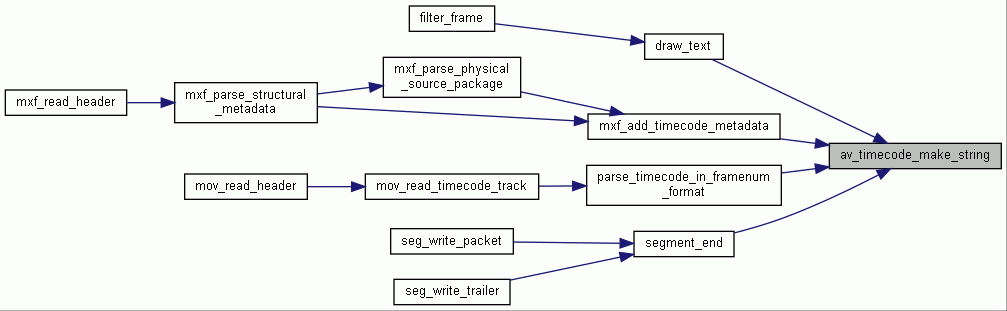 filter_frame
draw_text
mxf_parse_physical
_source_package
mxf_parse_structural
_metadata
mxf_read_header
mxf_add_timecode_metadata
av_timecode_make_string
parse_timecode_in_framenum
_format
mov_read_timecode_track
mov_read_header
seg_write_packet
segment_end
seg_write_trailer